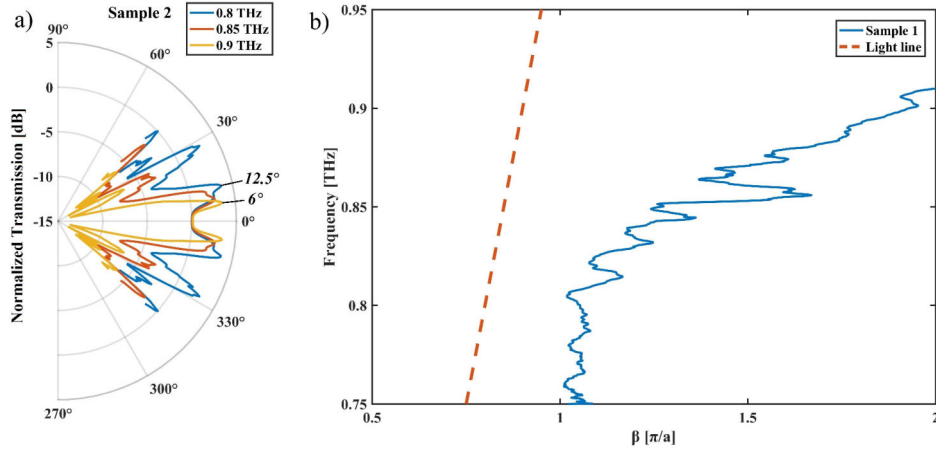 a)
Sample 2
0.8 THz
0.85 THz
0.9 THz
90°
60°
30°
12.5°
6°
0°
330°
300°
270°
5
0
-5
-10
-15
Normalized Transmission [dB]
b)
Sample 1
Light line
0.95
0.9
0.85
0.8
0.75
Frequency [THz]
0.5
1
1.5
2
β [π/a]